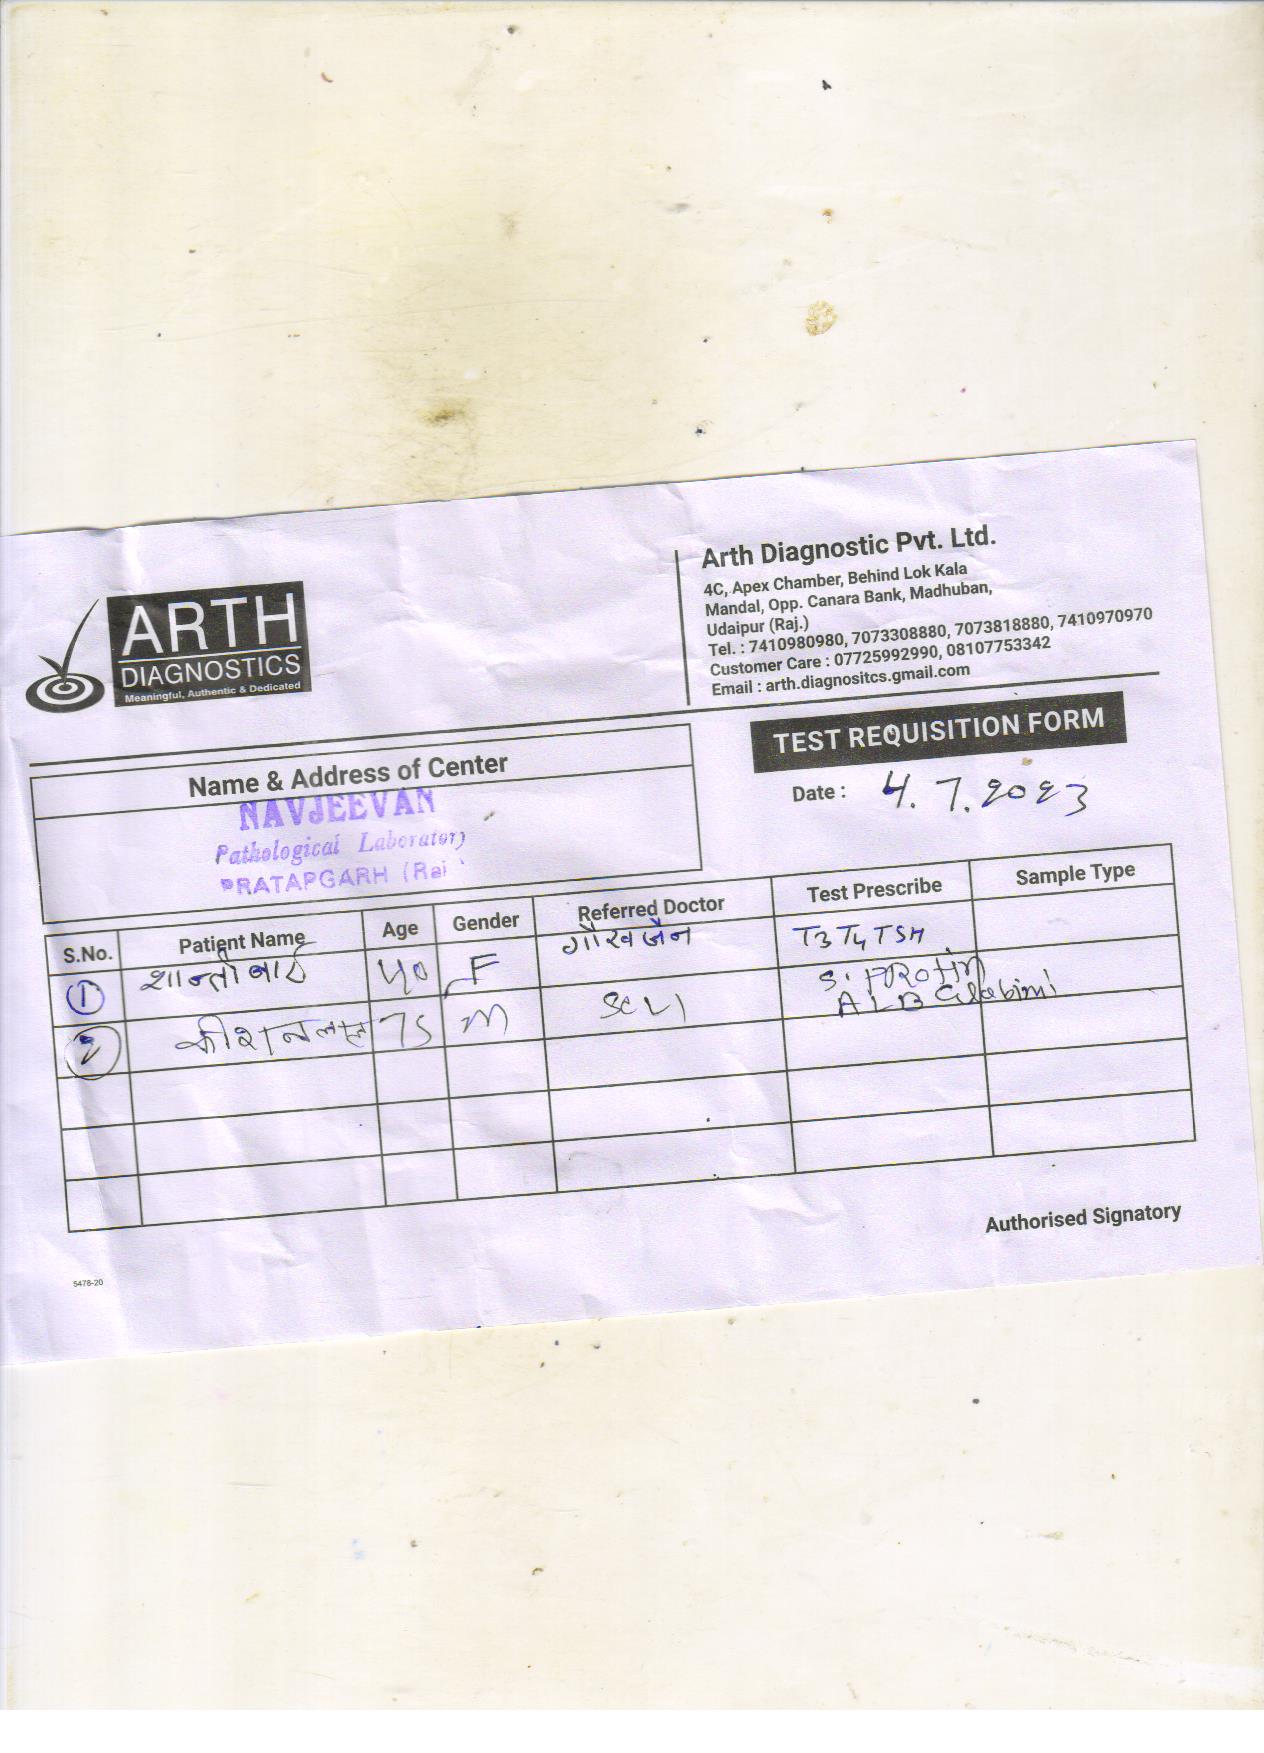 ARTH
DIAGNOSTICS
Meaningful, Authentic & Dedicated
Arth Diagnostic Pvt. Ltd.
4C, Apex Chamber, Behind Lok Kala
Mandal, Opp. Canara Bank, Madhuban,
Udaipur (Raj.)
Tel. : 7410980980, 7073308880, 7073818880, 7410970970
Customer Care : 07725992990, 08107753342
Email : arth.diagnositcs.gmail.com
TEST REQUISITION FORM
Date : 4.7.2023
Name & Address of Center
NAVJEEVAN
Pathological Laboratory
PRATAPGARH (Raj
S.No. Patient Name Age Gender Referred Doctor Test Prescribe Sample Type
1 शान्तीबाई 40 F गौरव जैन T3 T4 TSH
2 कीशनलाल 75 M S. PROtin
ALB
Authorised Signatory
5478-20